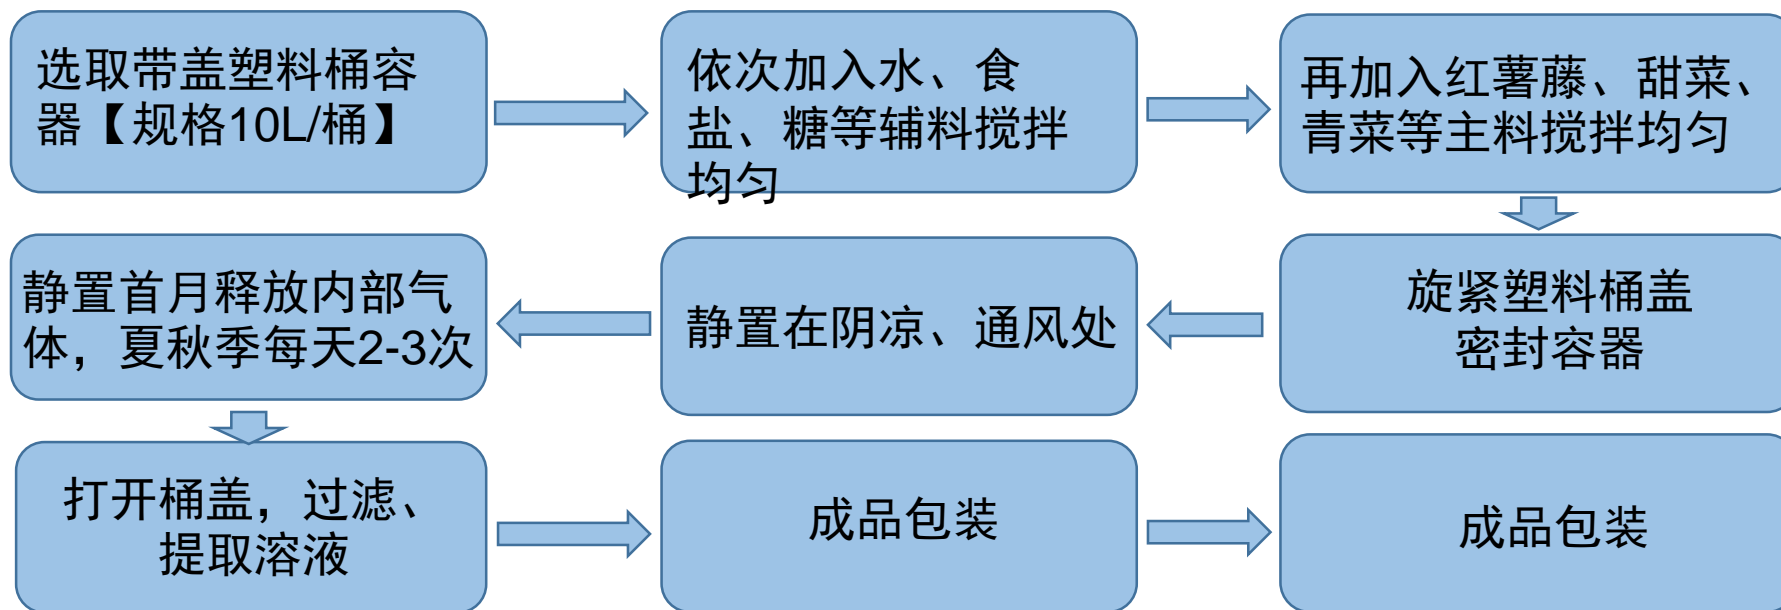 选取带盖塑料桶容
器【规格10L/桶】
依次加入水、食
盐、糖等辅料搅拌
均匀
再加入红薯藤、甜菜、
青菜等主料搅拌均匀
旋紧塑料桶盖
密封容器
静置在阴凉、通风处
静置首月释放内部气
体，夏秋季每天2-3次
打开桶盖，过滤、
提取溶液
成品包装
成品包装